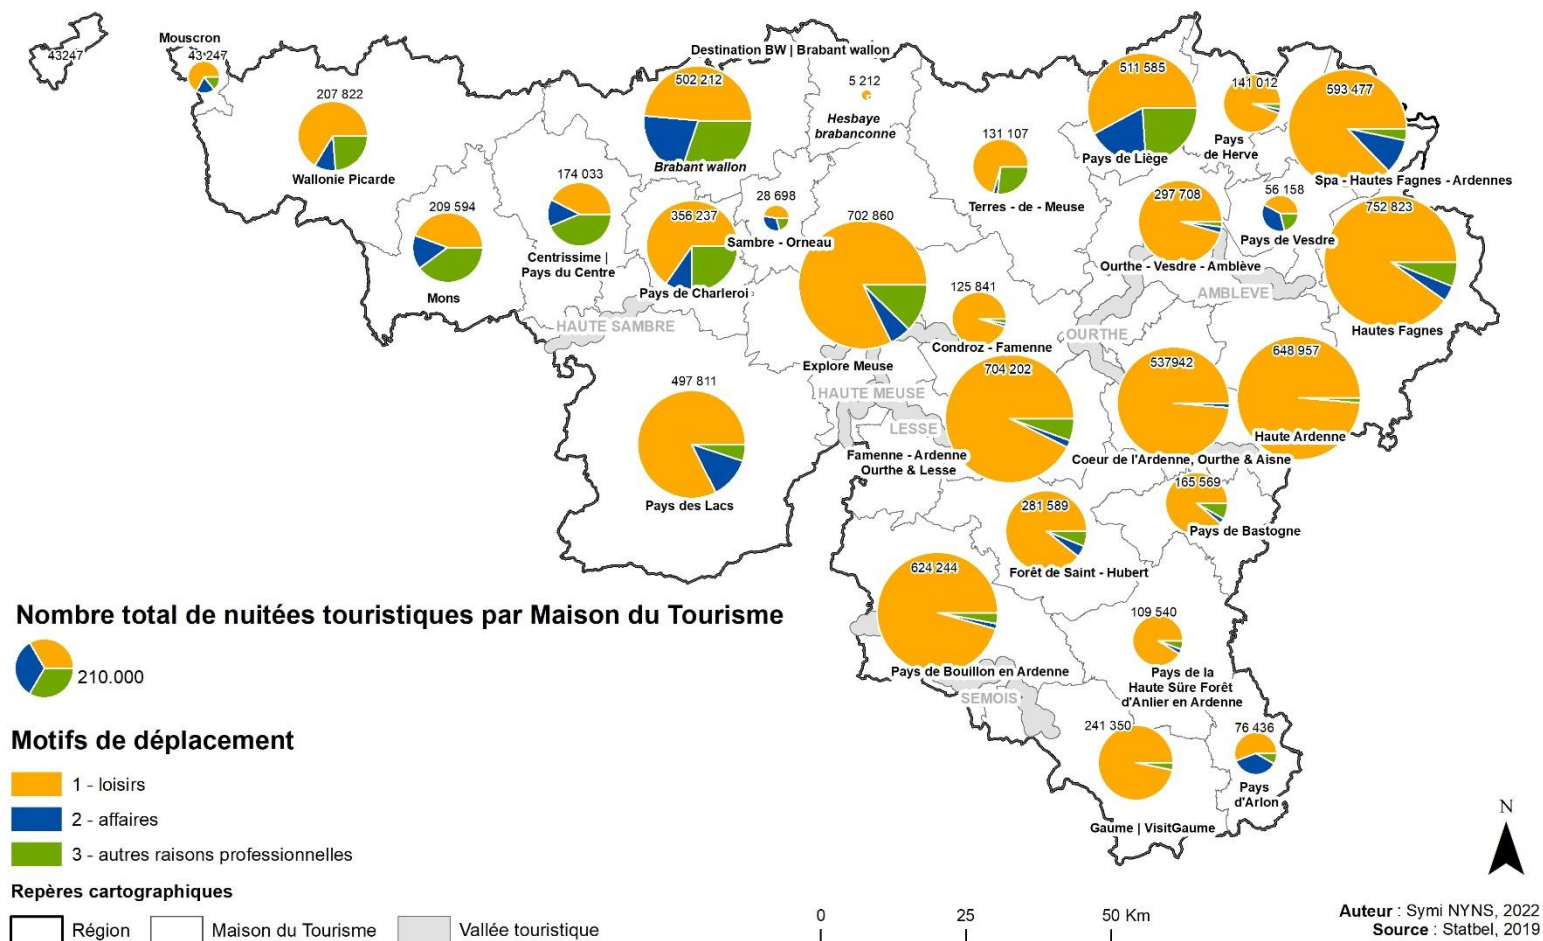 43247
Mouscron
43 247
207 822
Wallonie Picarde
209 594
Mons
174 033
Centrissime |
Pays du Centre
Destination BW | Brabant wallon
502 212
Brabant wallon
5 212
Hesbaye
brabanconne
356 237
Pays de Charleroi
28 698
Sambre - Orneau
702 860
Explore Meuse
131 107
Terres - de - Meuse
511 585
Pays de Liège
141 012
Pays
de Herve
593 477
Spa - Hautes Fagnes - Ardennes
297 708
Ourthe - Vesdre - Amblève
56 158
Pays de Vesdre
752 823
Hautes Fagnes
125 841
Condroz - Famenne
HAUTE SAMBRE
AMBLEVE
OURTHE
HAUTE MEUSE
LESSE
497 811
Pays des Lacs
704 202
Famenne - Ardenne
Ourthe & Lesse
537942
Coeur de l'Ardenne, Ourthe & Aisne
648 957
Haute Ardenne
165 569
Pays de Bastogne
281 589
Forêt de Saint - Hubert
624 244
Pays de Bouillon en Ardenne
SEMOIS
109 540
Pays de la
Haute Sûre Forêt
d'Anlier en Ardenne
241 350
Gaume | VisitGaume
76 436
Pays
d'Arlon
Nombre total de nuitées touristiques par Maison du Tourisme
210.000
Motifs de déplacement
1 - loisirs
2 - affaires
3 - autres raisons professionnelles
Repères cartographiques
Région
Maison du Tourisme
Vallée touristique
0 25 50 Km
N
Auteur : Symi NYNS, 2022
Source : Statbel, 2019